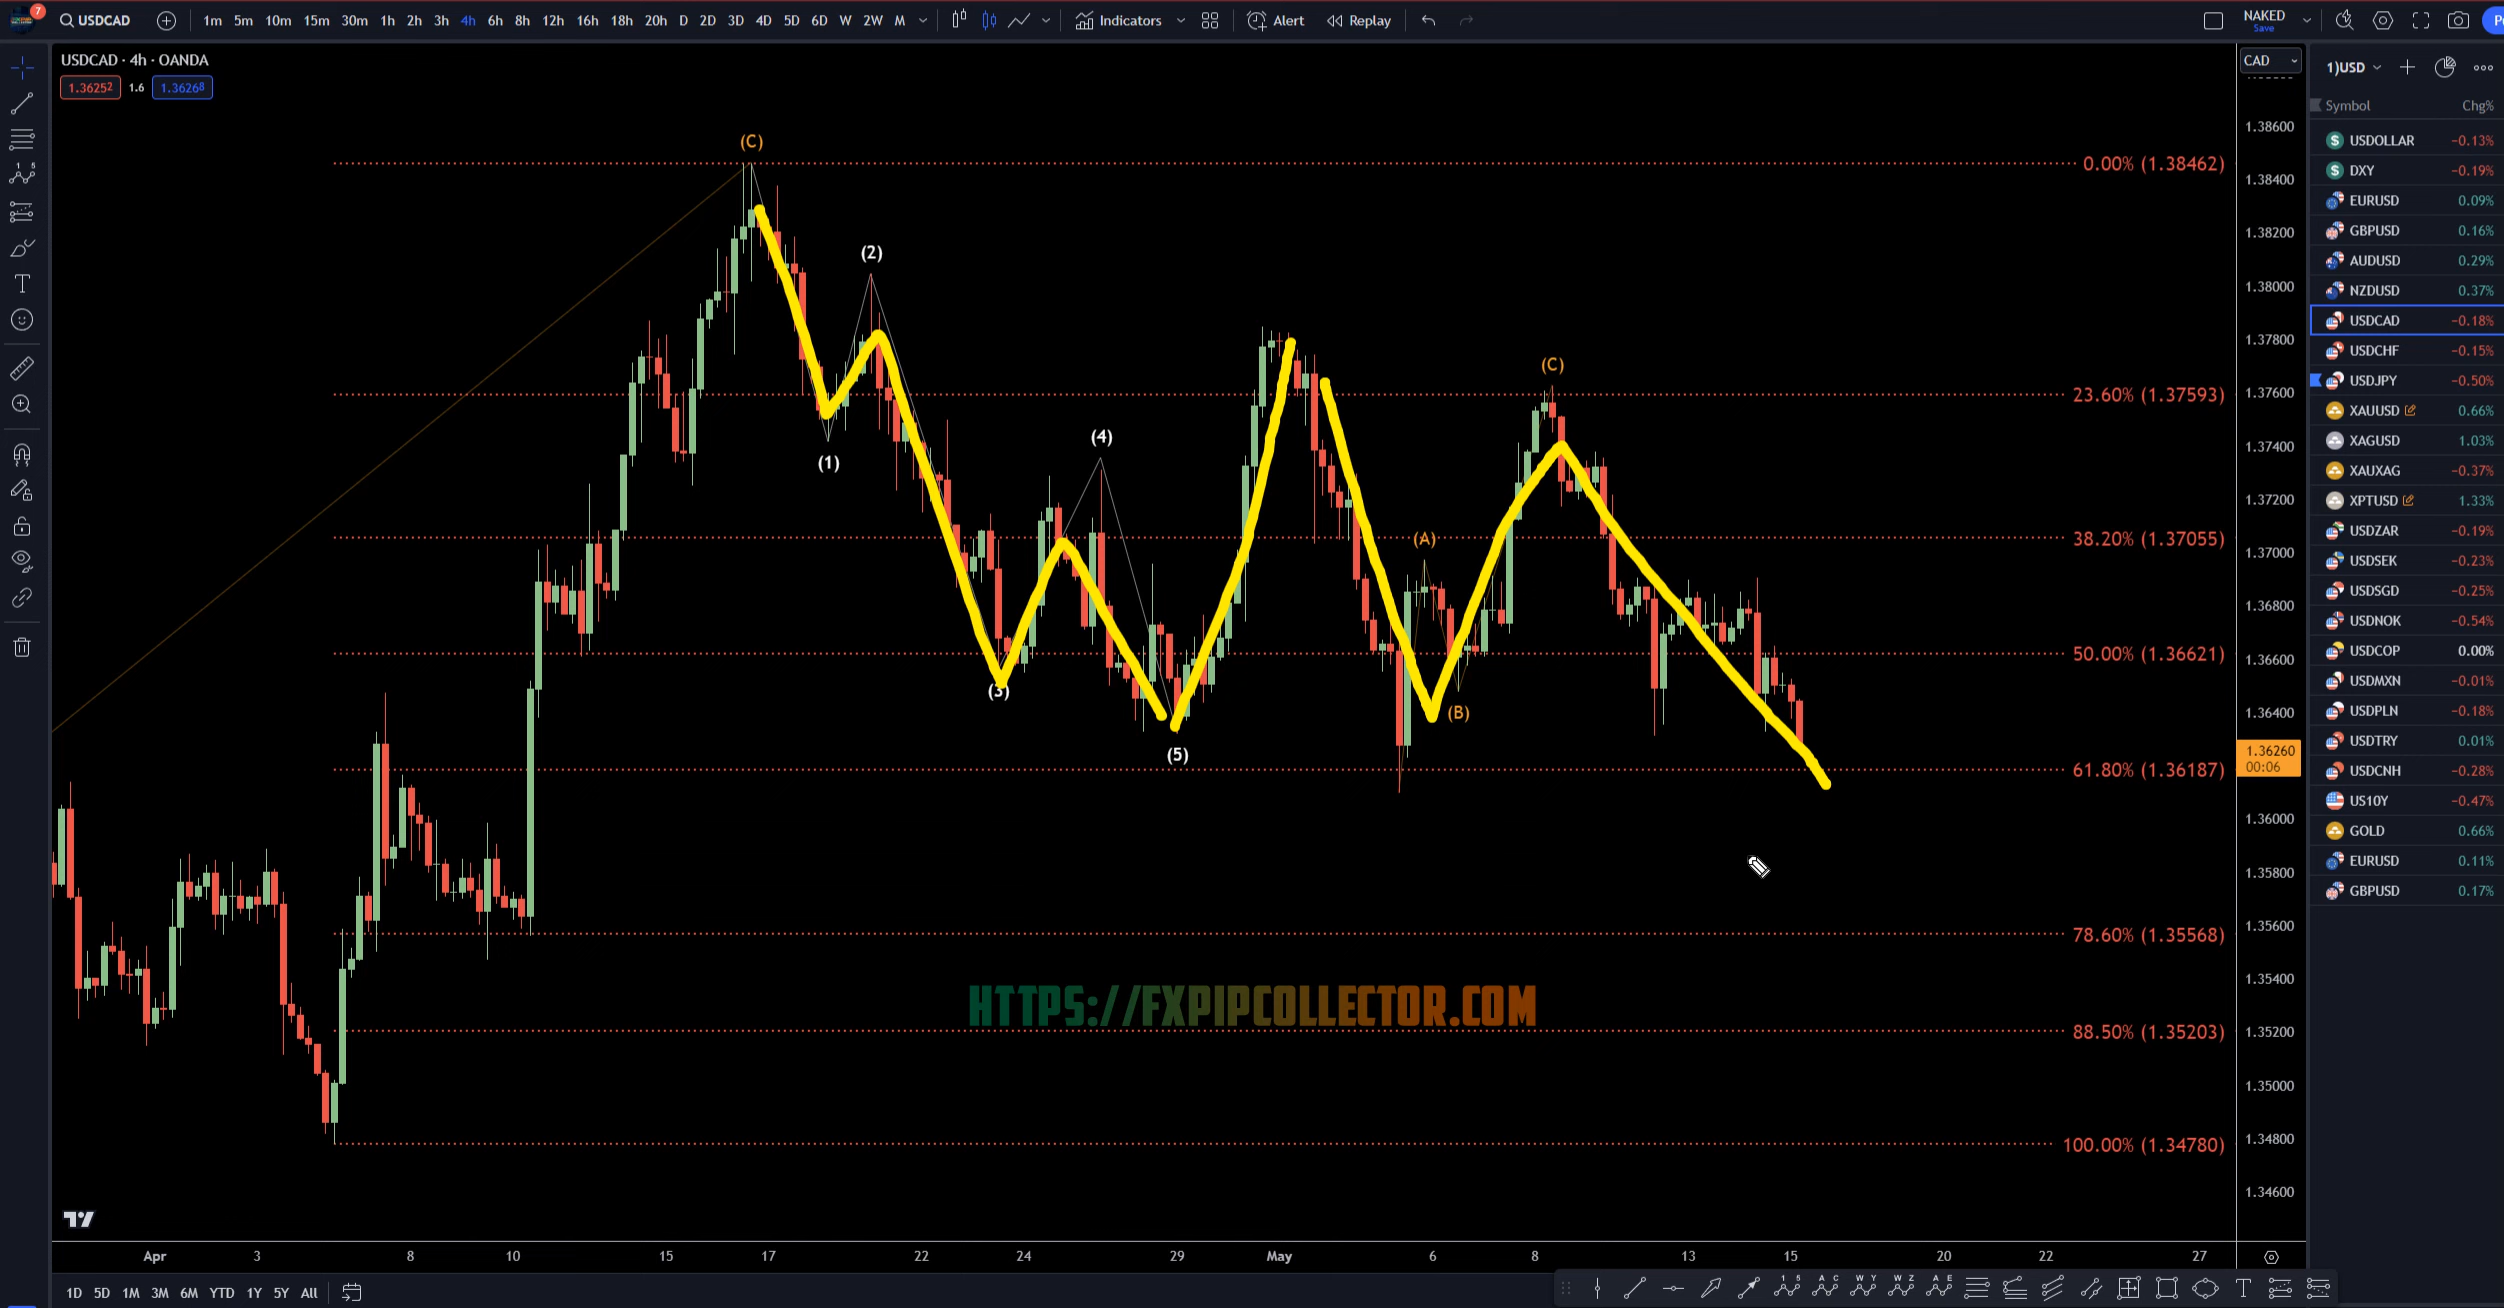 7 USDCAD 1m 5m 10m 15m 30m 1h 2h 3h 4h 6h 8h 12h 16h 18h 20h D 2D 3D 4D 5D 6D W 2W M Indicators Alert Replay NAKED
Save
USDCAD · 4h · OANDA
1.36252 1.6 1.36268
CAD
1)USD
Symbol Chg%
USDOLLAR −0.13%
DXY −0.19%
EURUSD 0.09%
GBPUSD 0.16%
AUDUSD 0.29%
NZDUSD 0.37%
USDCAD −0.18%
USDCHF −0.15%
USDJPY −0.50%
XAUUSD 0.66%
XAGUSD 1.03%
XAUXAG −0.37%
XPTUSD 1.33%
USDZAR −0.19%
USDSEK −0.23%
USDSGD −0.25%
USDNOK −0.54%
USDCOP 0.00%
USDMXN −0.01%
USDPLN −0.18%
USDTRY 0.01%
USDCNH −0.28%
US10Y −0.47%
GOLD 0.66%
EURUSD 0.11%
GBPUSD 0.17%
(C)
(2)
(1)
(4)
(3)
(5)
(A)
(B)
(C)
0.00% (1.38462)
23.60% (1.37593)
38.20% (1.37055)
50.00% (1.36621)
61.80% (1.36187)
78.60% (1.35568)
88.50% (1.35203)
100.00% (1.34780)
1.38600
1.38400
1.38200
1.38000
1.37800
1.37600
1.37400
1.37200
1.37000
1.36800
1.36600
1.36400
1.36260
00:06
1.36000
1.35800
1.35600
1.35400
1.35200
1.35000
1.34800
1.34600
HTTPS://FXPIPCOLLECTOR.COM
Apr 3 8 10 15 17 22 24 29 May 6 8 13 15 20 22 27
1D 5D 1M 3M 6M YTD 1Y 5Y All